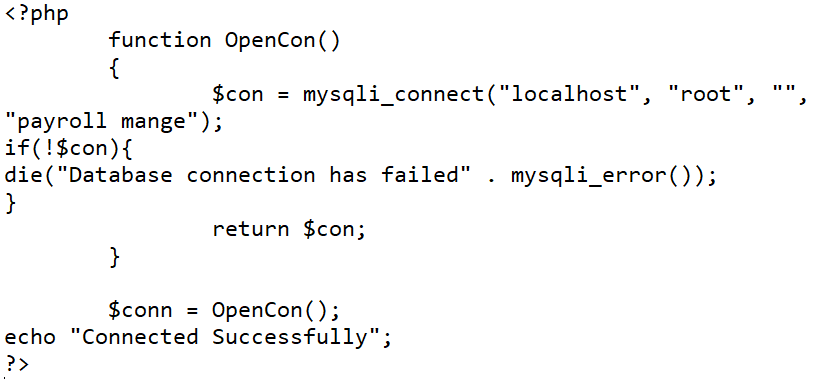 <?php
function OpenCon()
{
$con = mysqli_connect("localhost", "root", "",
"payroll mange");
if(!$con){
die("Database connection has failed" . mysqli_error());
}
return $con;
}
$conn = OpenCon();
echo "Connected Successfully";
?>